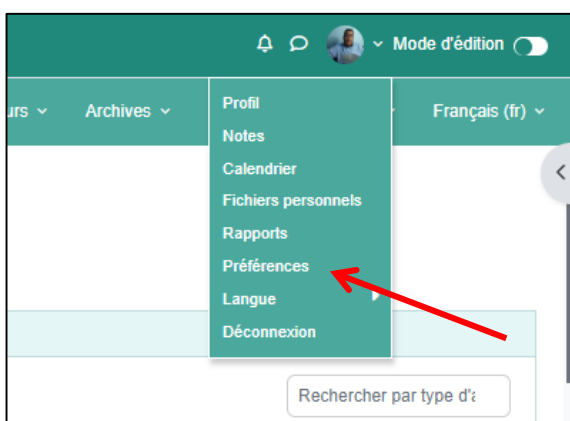 Mode d'édition
urs Archives Français (fr)
Profil
Notes
Calendrier
Fichiers personnels
Rapports
Préférences
Langue
Déconnexion
Rechercher par type d'a